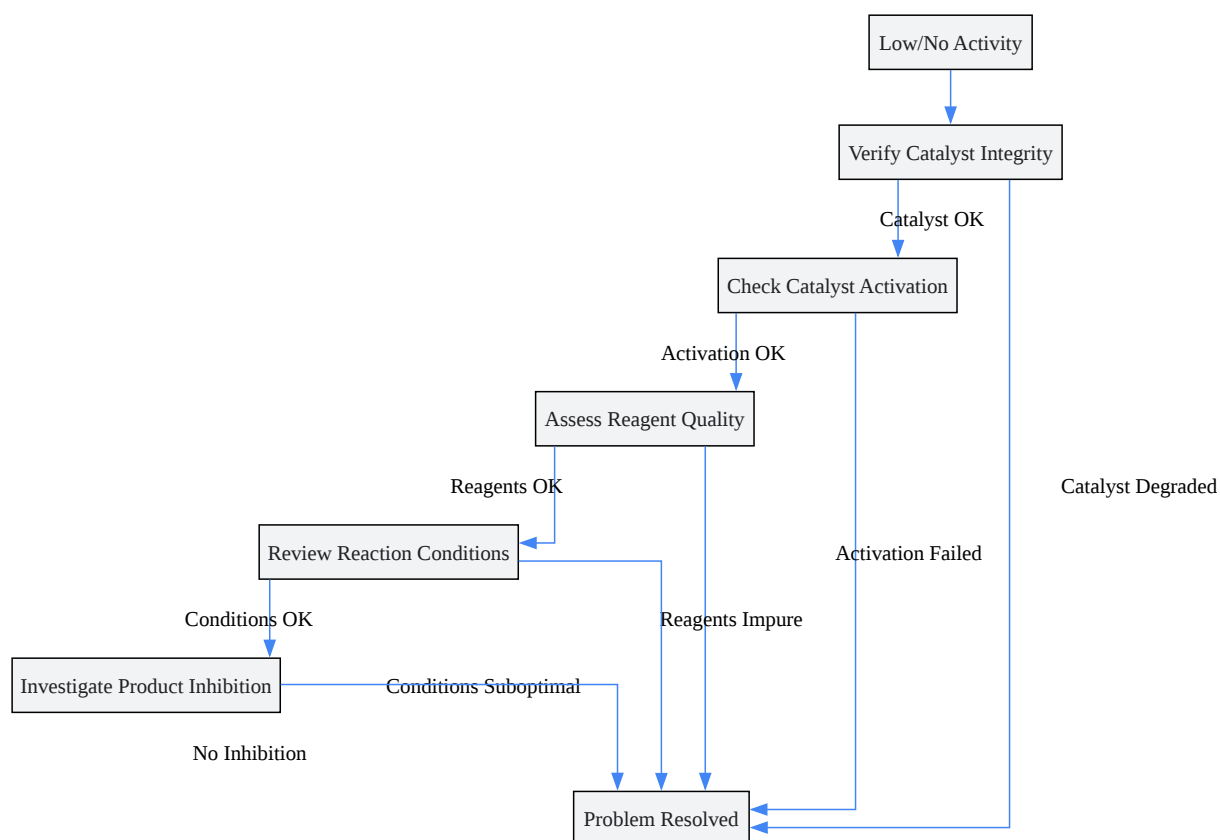 Low/No Activity
Verify Catalyst Integrity
Catalyst OK
Check Catalyst Activation
Activation OK
Assess Reagent Quality
Reagents OK
Catalyst Degraded
Review Reaction Conditions
Activation Failed
Conditions OK
Reagents Impure
Investigate Product Inhibition
Conditions Suboptimal
No Inhibition
Problem Resolved